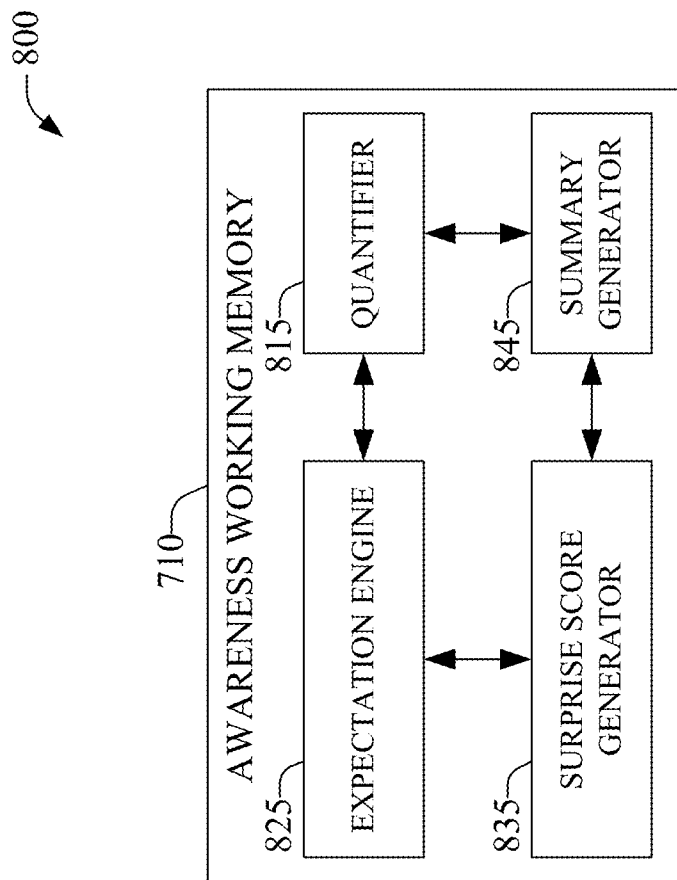 800
710
AWARENESS WORKING MEMORY
825
EXPECTATION ENGINE
815
QUANTIFIER
835
SURPRISE SCORE
GENERATOR
845
SUMMARY
GENERATOR